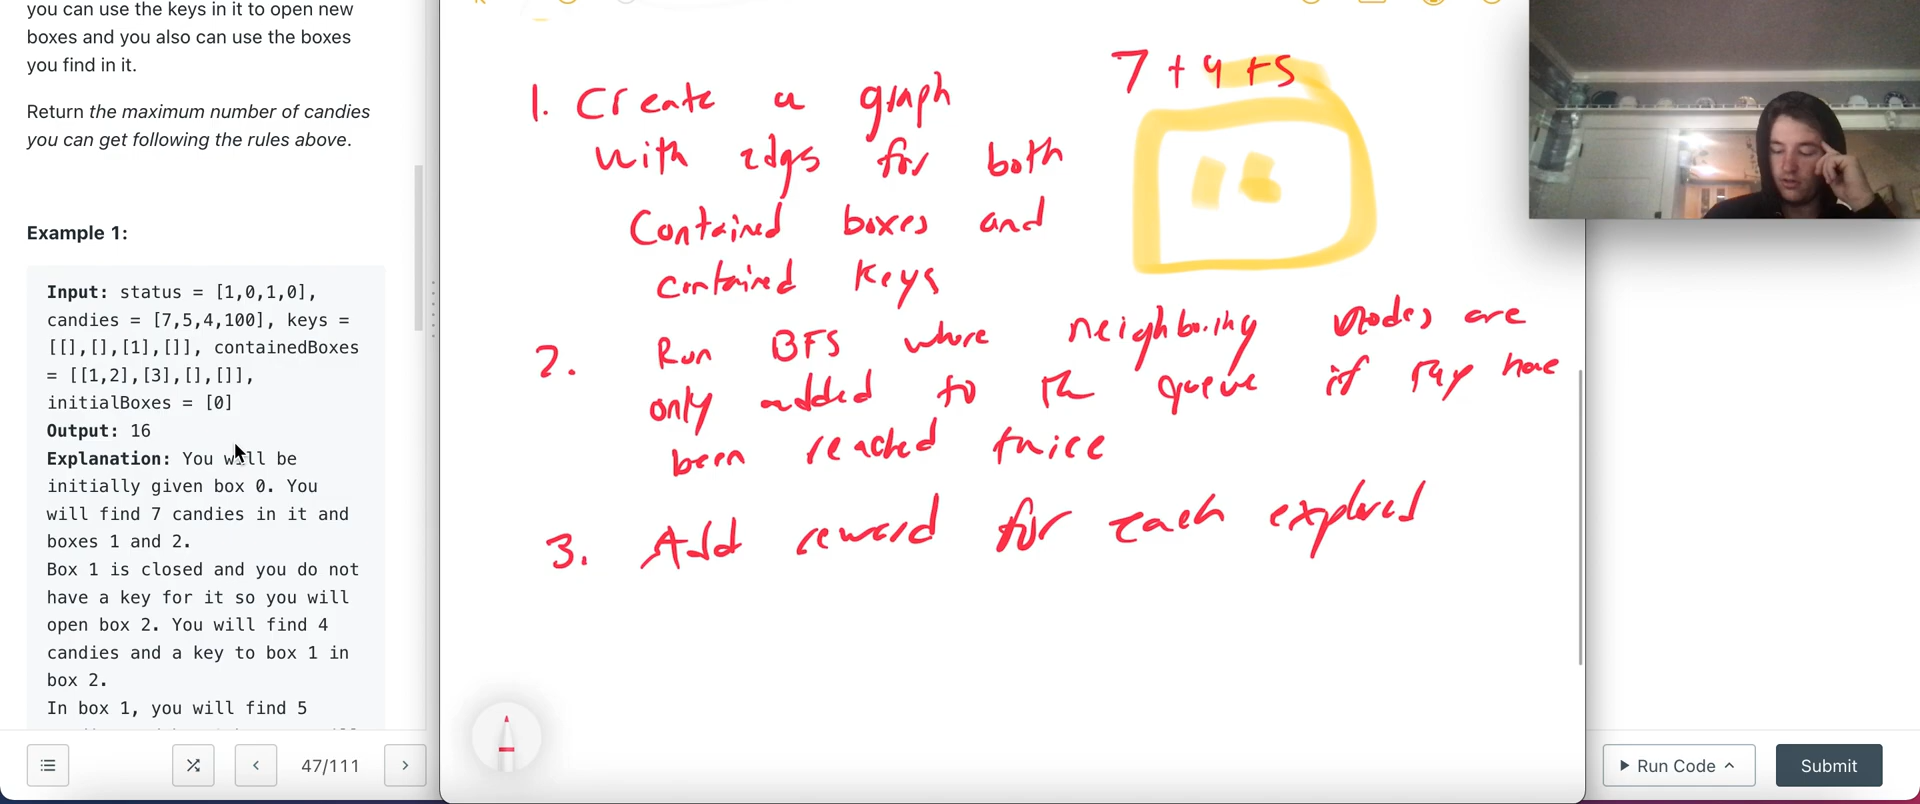 you can use the keys in it to open new
boxes and you also can use the boxes
you find in it.
Return the maximum number of candies
you can get following the rules above.
Example 1:
Input: status = [1,0,1,0],
candies = [7,5,4,100], keys =
[[],[],[1],[]], containedBoxes
= [[1,2],[3],[],[]],
initialBoxes = [0]
Output: 16
Explanation: You will be
initially given box 0. You
will find 7 candies in it and
boxes 1 and 2.
Box 1 is closed and you do not
have a key for it so you will
open box 2. You will find 4
candies and a key to box 1 in
box 2.
In box 1, you will find 5
47/111
7 + 4 + 5
16
1. Create a graph
with edgs for both
Contained boxes and
contained keys
2. Run BFS where neighboring nodes are
only added to the queue if they have
been reached twice
3. Add reward for each explored
Run Code
Submit